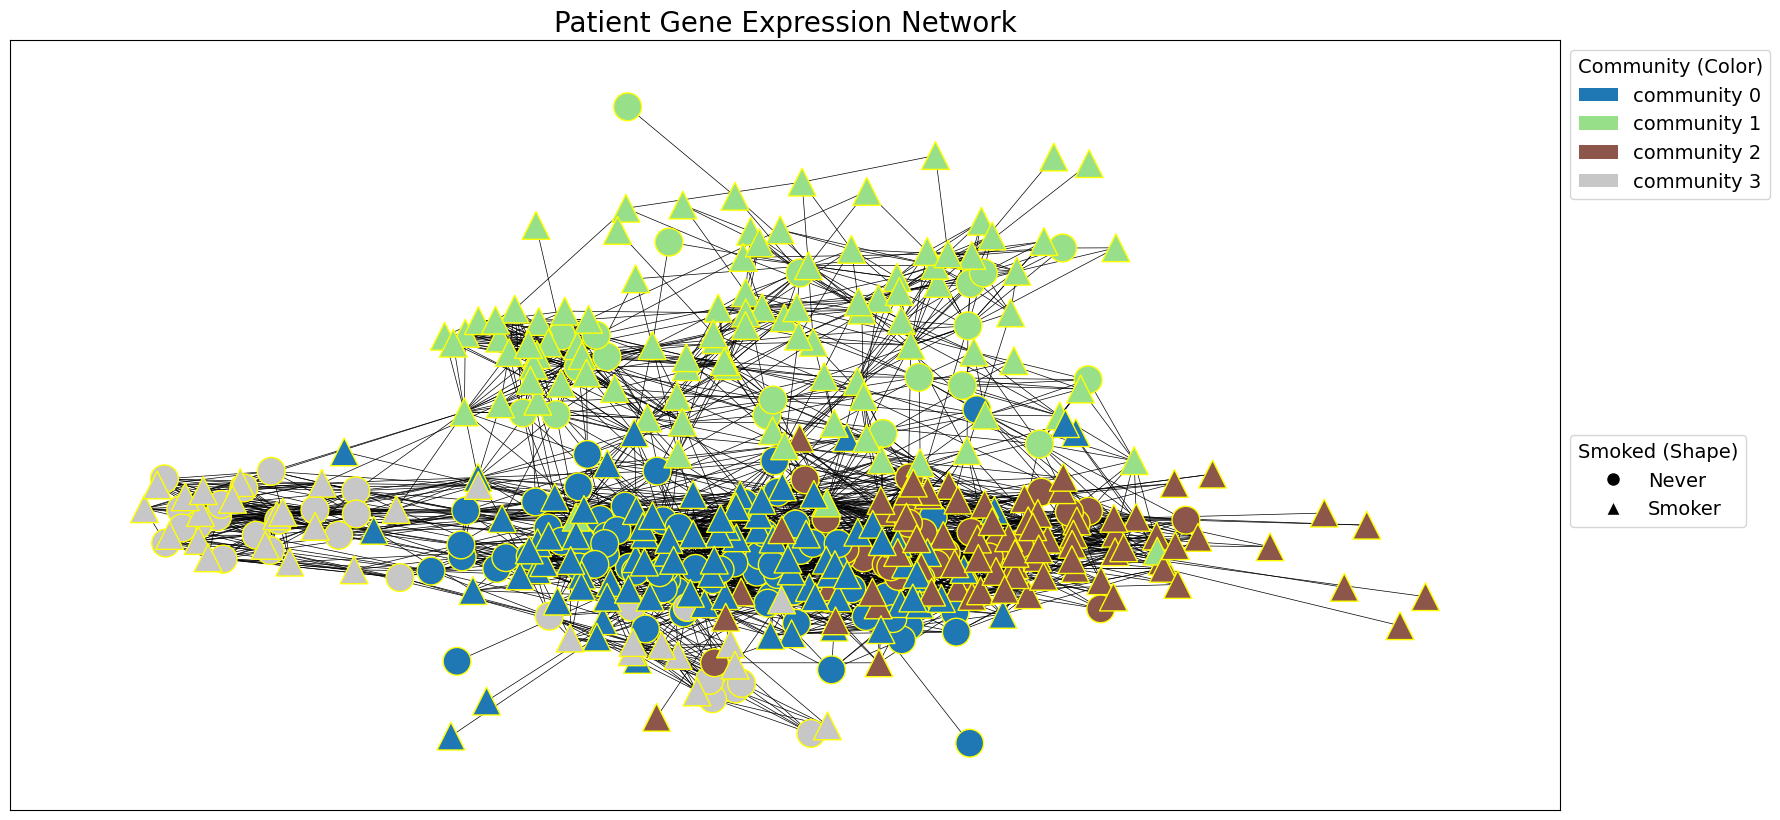 Patient Gene Expression Network
Community (Color)
community 0
community 1
community 2
community 3
Smoked (Shape)
Never
Smoker